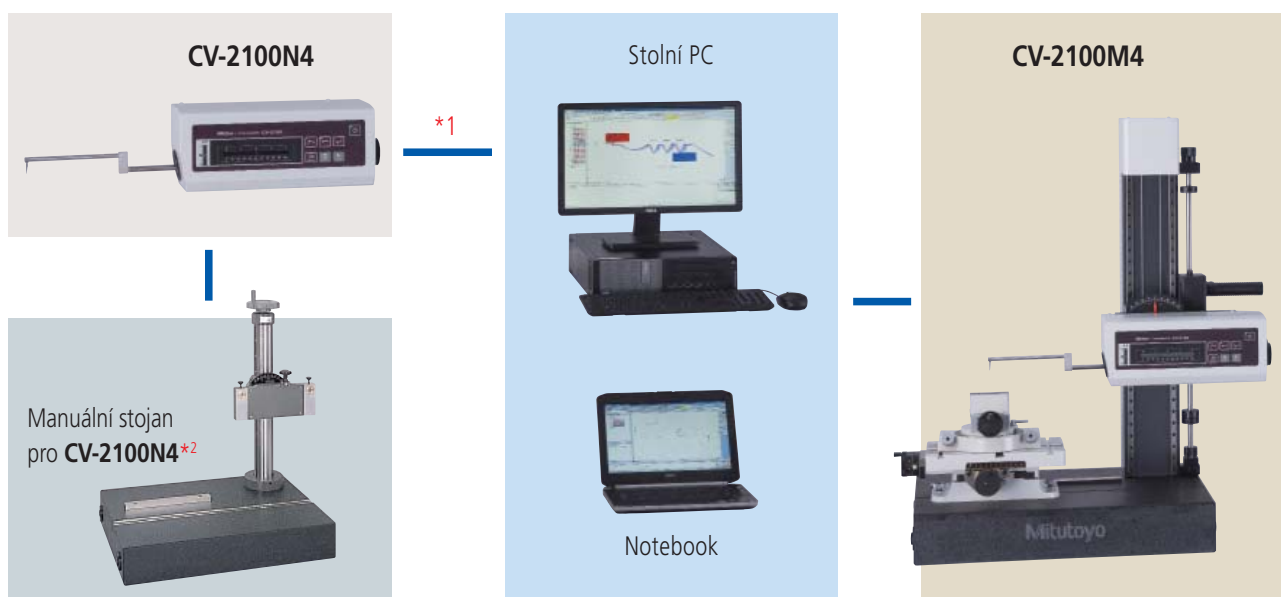 CV-2100N4
*1
Stolní PC
CV-2100M4
Manuální stojan
pro CV-2100N4*2
Notebook
Mitutoyo